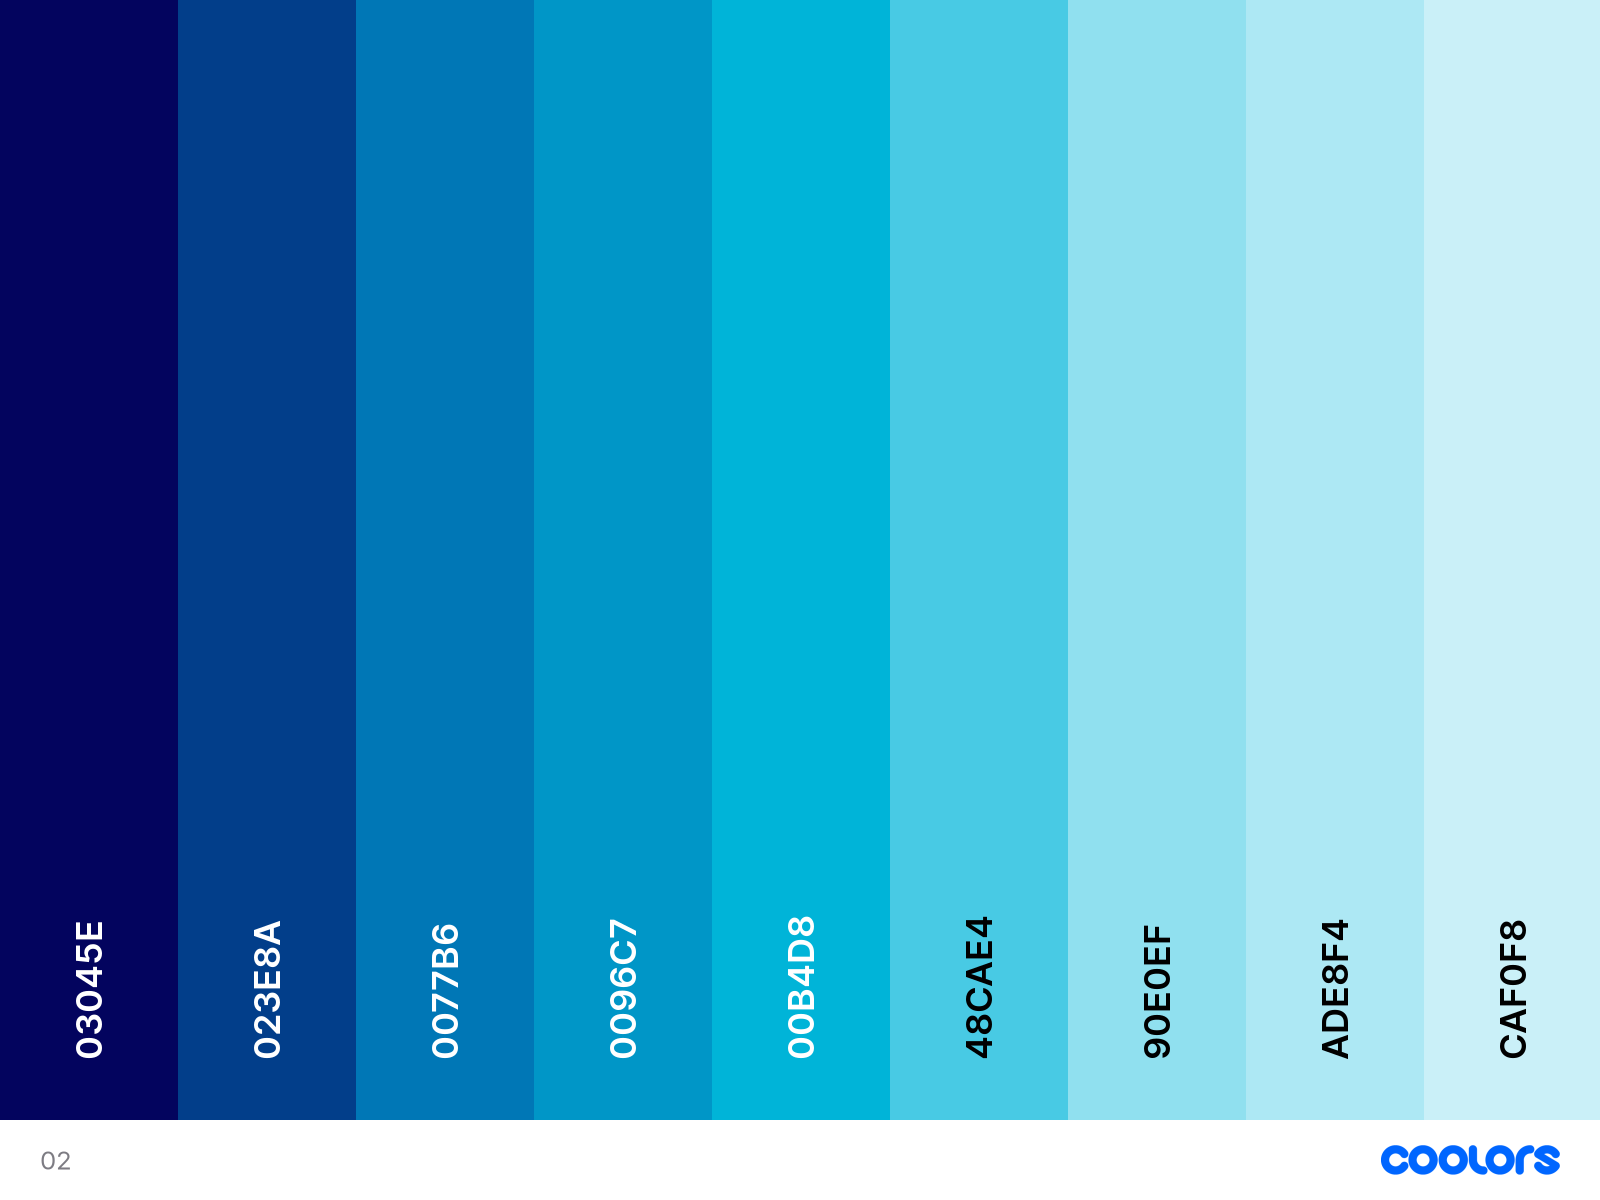 03045E
023E8A
0077B6
0096C7
00B4D8
48CAE4
90E0EF
ADE8F4
CAF0F8
02
coolors